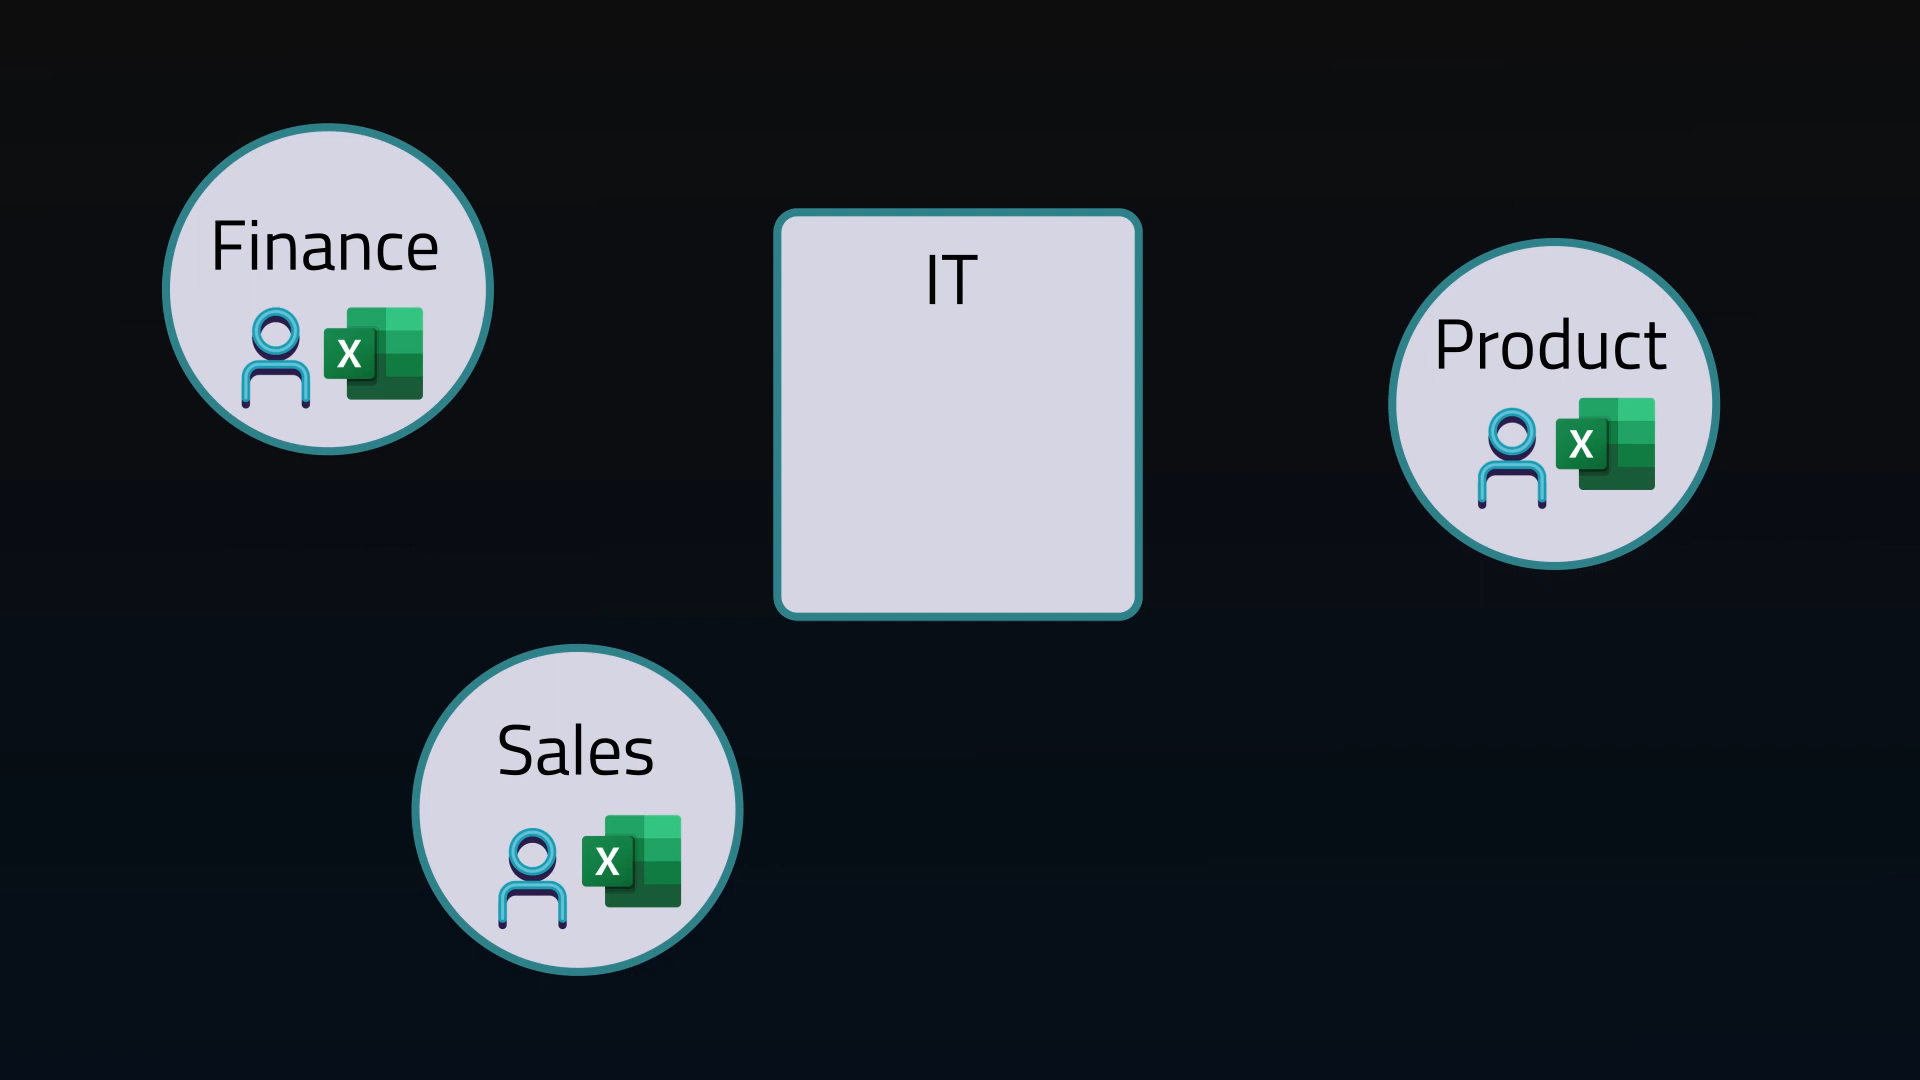 Finance
X
IT
Product
X
Sales
X